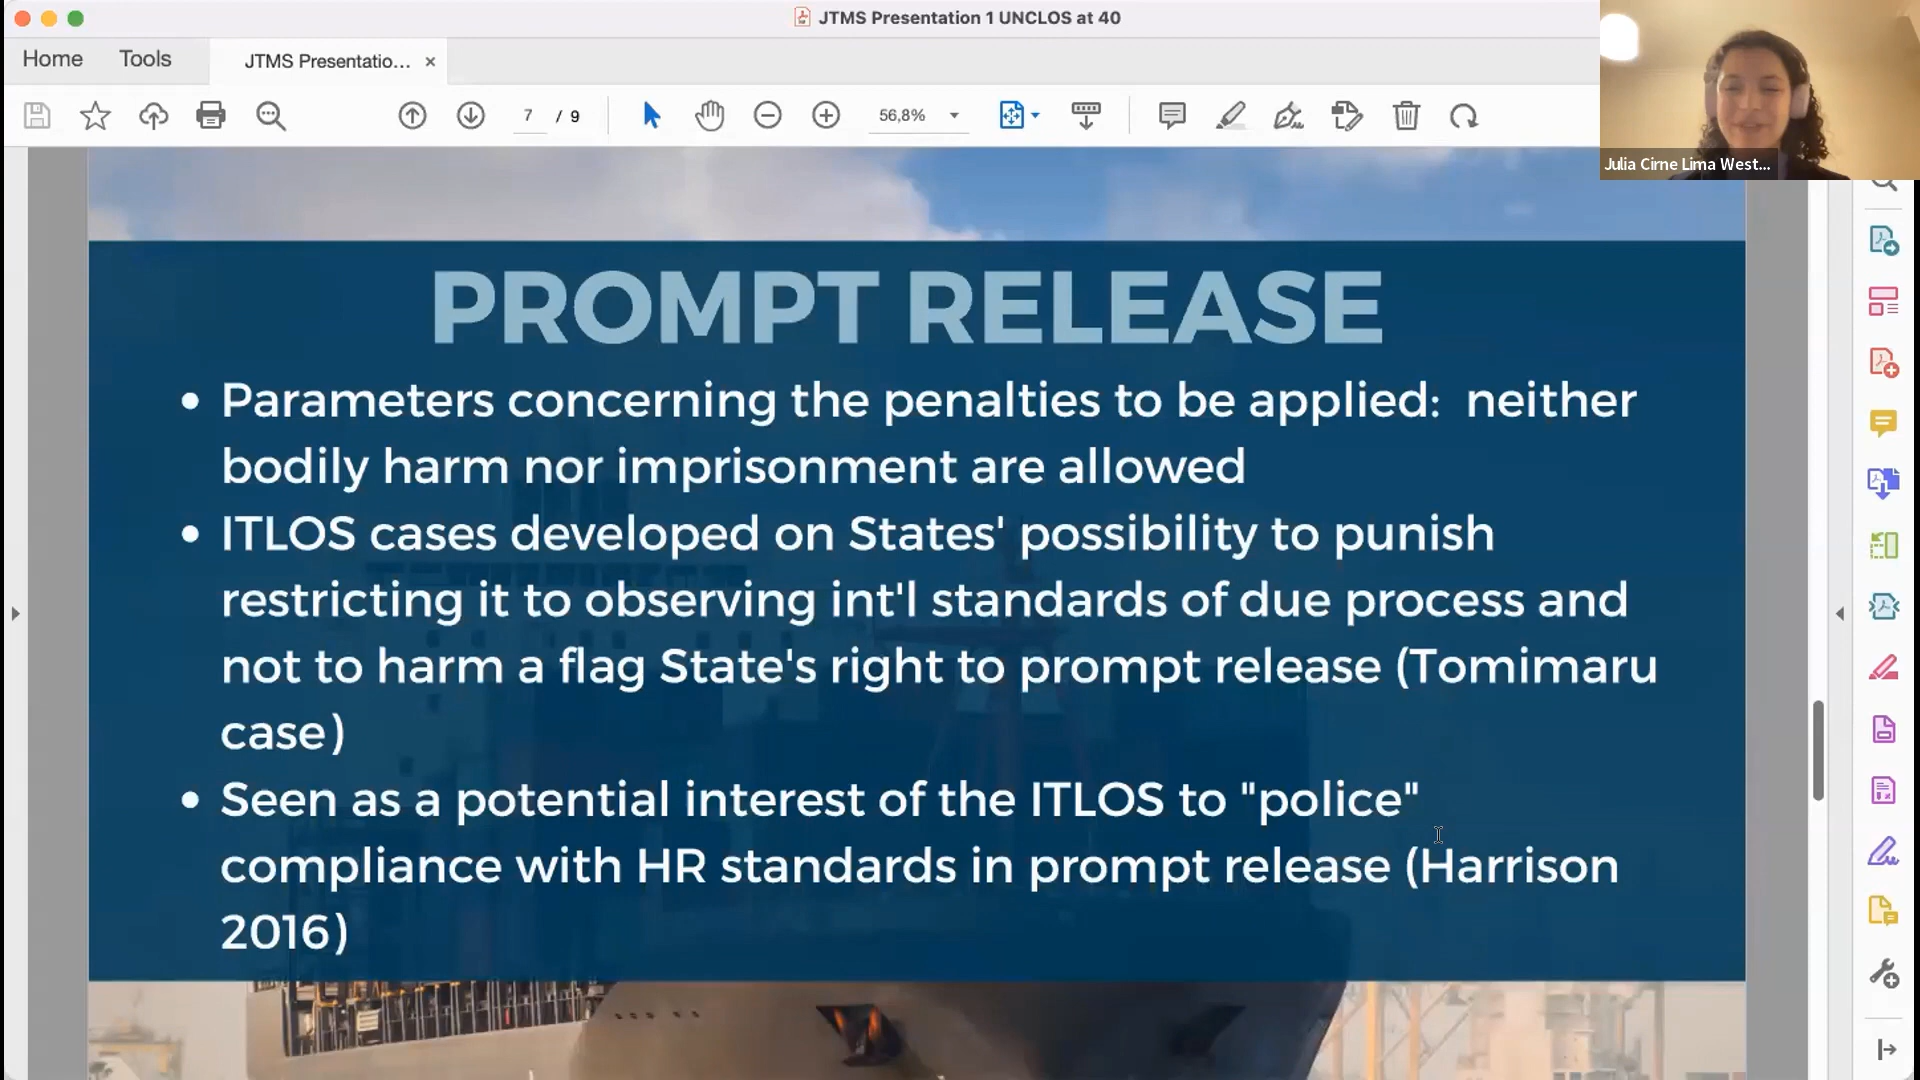 JTMS Presentation 1 UNCLOS at 40
Home
Tools
JTMS Presentatio...
7 / 9
56,8%
Julia Cirne Lima West...
PROMPT RELEASE
• Parameters concerning the penalties to be applied:  neither
bodily harm nor imprisonment are allowed
• ITLOS cases developed on States' possibility to punish
restricting it to observing int'l standards of due process and
not to harm a flag State's right to prompt release (Tomimaru
case)
• Seen as a potential interest of the ITLOS to "police"
compliance with HR standards in prompt release (Harrison
2016)